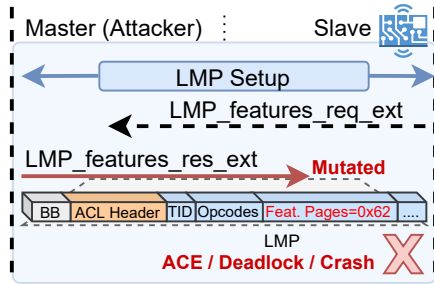 Master (Attacker) Slave
LMP Setup
LMP_features_req_ext
LMP_features_res_ext
Mutated
BB ACL Header TID Opcodes Feat. Pages=0x62 ....
LMP
ACE / Deadlock / Crash